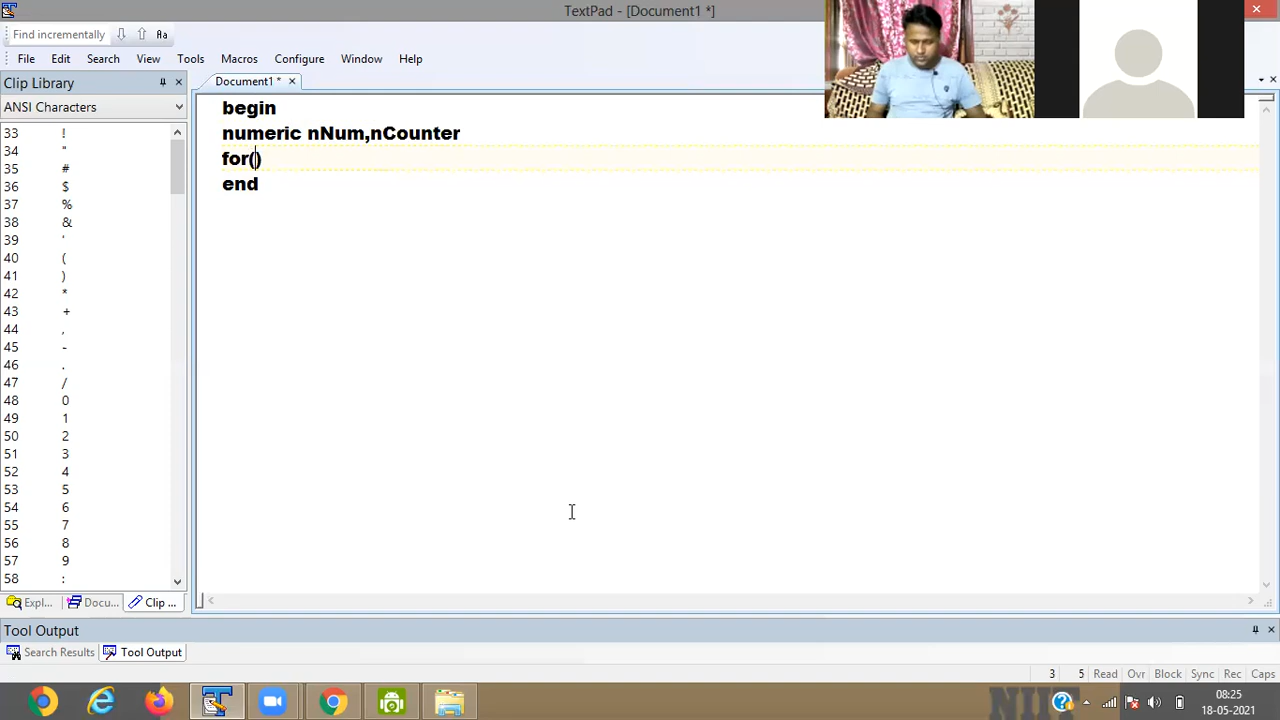 TextPad - [Document1 *]
Find incrementally
Aa
File Edit Search View Tools Macros Configure Window Help
Clip Library
Document1 *
ANSI Characters
begin
numeric nNum,nCounter
for()
end
33 !
34 "
35 #
36 $
37 %
38 &
39 '
40 (
41 )
42 *
43 +
44 ,
45 -
46 .
47 /
48 0
49 1
50 2
51 3
52 4
53 5
54 6
55 7
56 8
57 9
58 :
Expl... Docu... Clip ...
Tool Output
Search Results Tool Output
3 5 Read Ovr Block Sync Rec Caps
08:25
18-05-2021